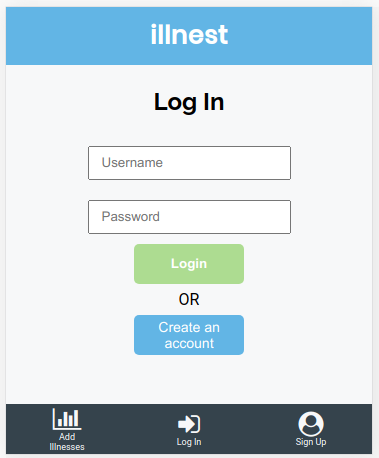 illnest
Log In
Username
Password
Login
OR
Create an
account
Add
Illnesses
Log In
Sign Up